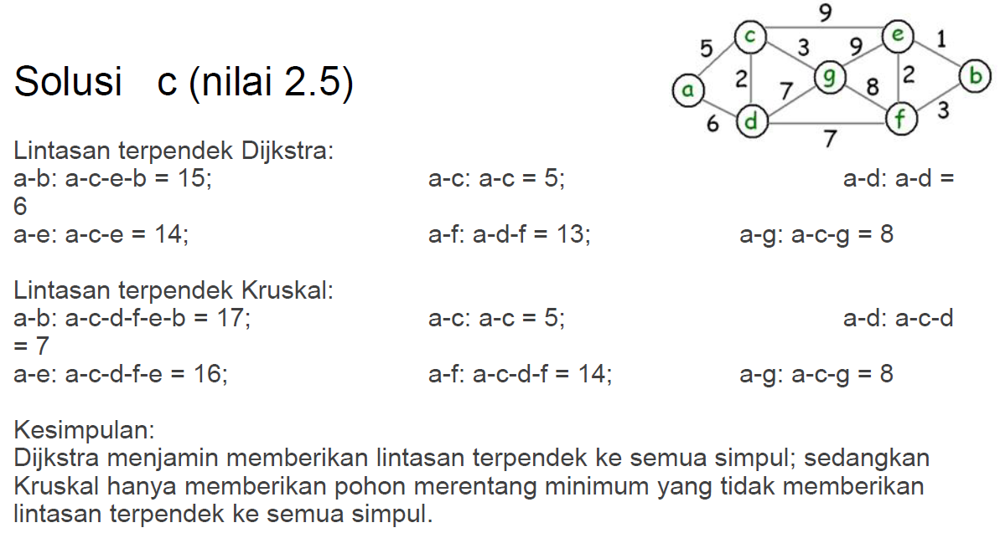 9
c
e
5
3
9
1
Solusi c (nilai 2.5)
a
2
7
g
8
2
b
6
d
f
3
7
Lintasan terpendek Dijkstra:
a-b: a-c-e-b = 15; a-c: a-c = 5; a-d: a-d =
6
a-e: a-c-e = 14; a-f: a-d-f = 13; a-g: a-c-g = 8
Lintasan terpendek Kruskal:
a-b: a-c-d-f-e-b = 17; a-c: a-c = 5; a-d: a-c-d
= 7
a-e: a-c-d-f-e = 16; a-f: a-c-d-f = 14; a-g: a-c-g = 8
Kesimpulan:
Dijkstra menjamin memberikan lintasan terpendek ke semua simpul; sedangkan
Kruskal hanya memberikan pohon merentang minimum yang tidak memberikan
lintasan terpendek ke semua simpul.